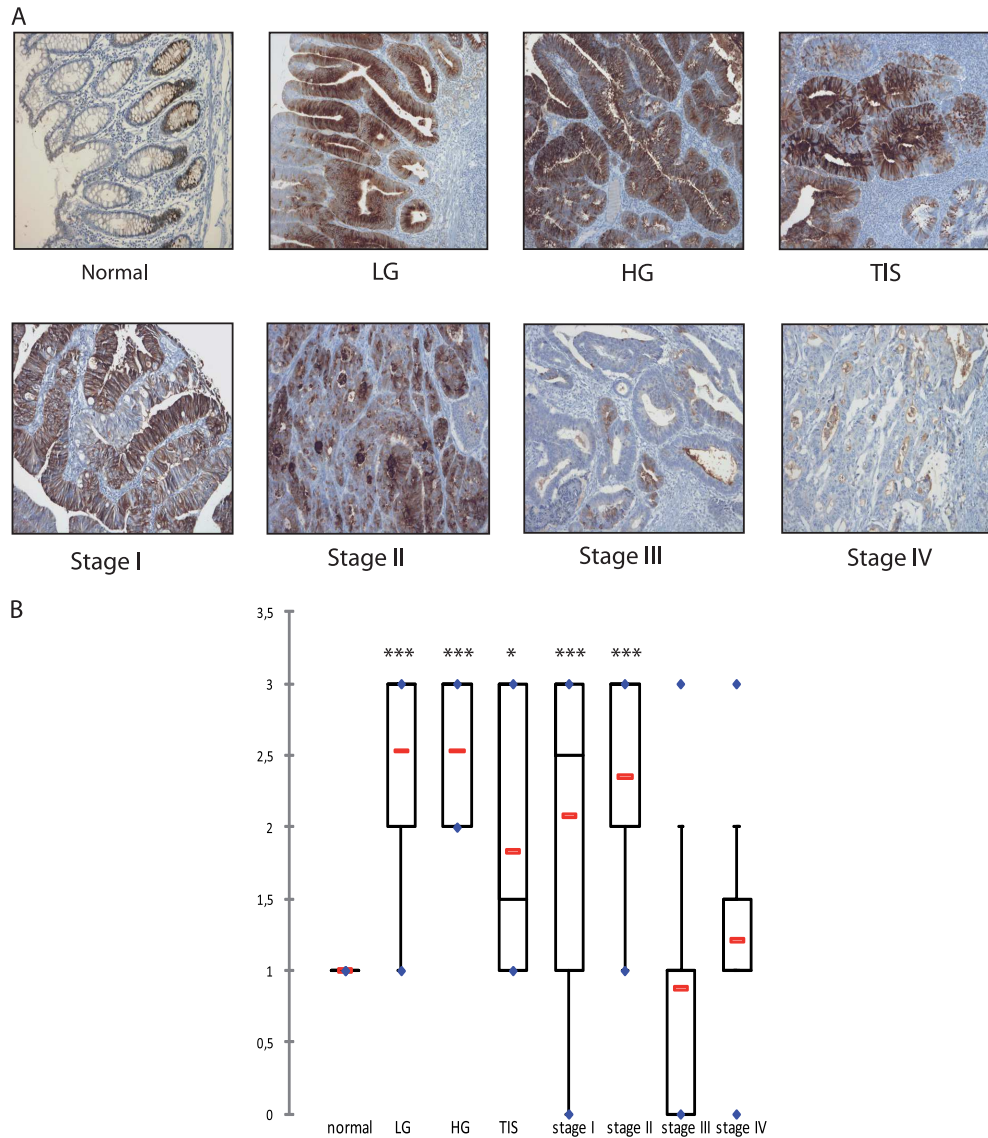 A
Normal LG HG TIS
Stage I Stage II Stage III Stage IV
B
3,5
*** *** * *** ***
3
2,5
2
1,5
1
0,5
0
normal LG HG TIS stage I stage II stage III stage IV